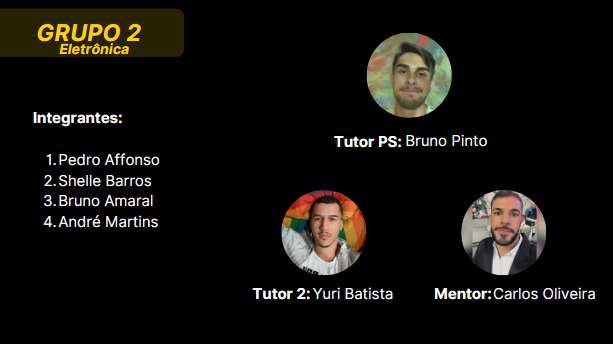 GRUPO 2
Eletrônica
Integrantes:
1. Pedro Affonso
2. Shelle Barros
3. Bruno Amaral
4. André Martins
Tutor PS: Bruno Pinto
Tutor 2: Yuri Batista
Mentor: Carlos Oliveira